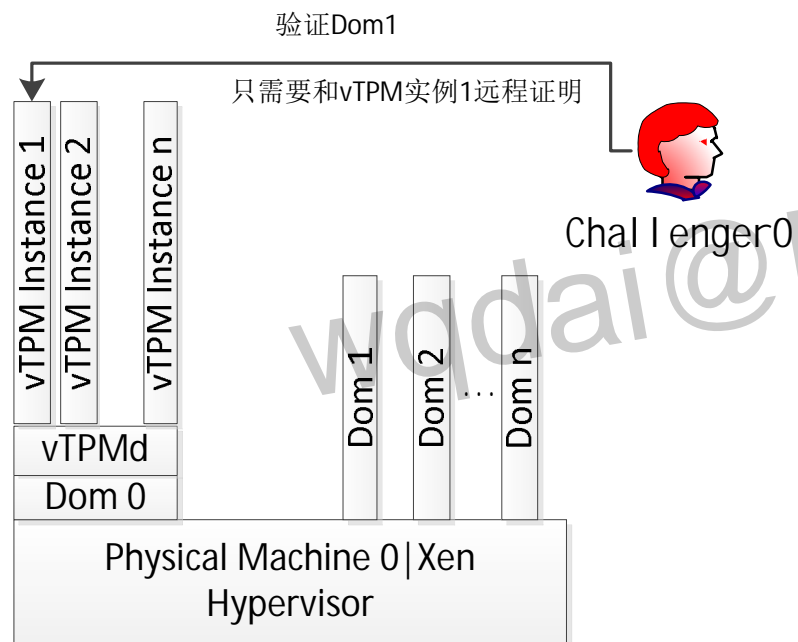 验证Dom1
只需要和vTPM实例1远程证明
Challenger0
vTPM Instance 1
vTPM Instance 2
vTPM Instance n
Dom 1
Dom 2
...
Dom n
vTPMd
Dom 0
Physical Machine 0|Xen
Hypervisor
wqdai@